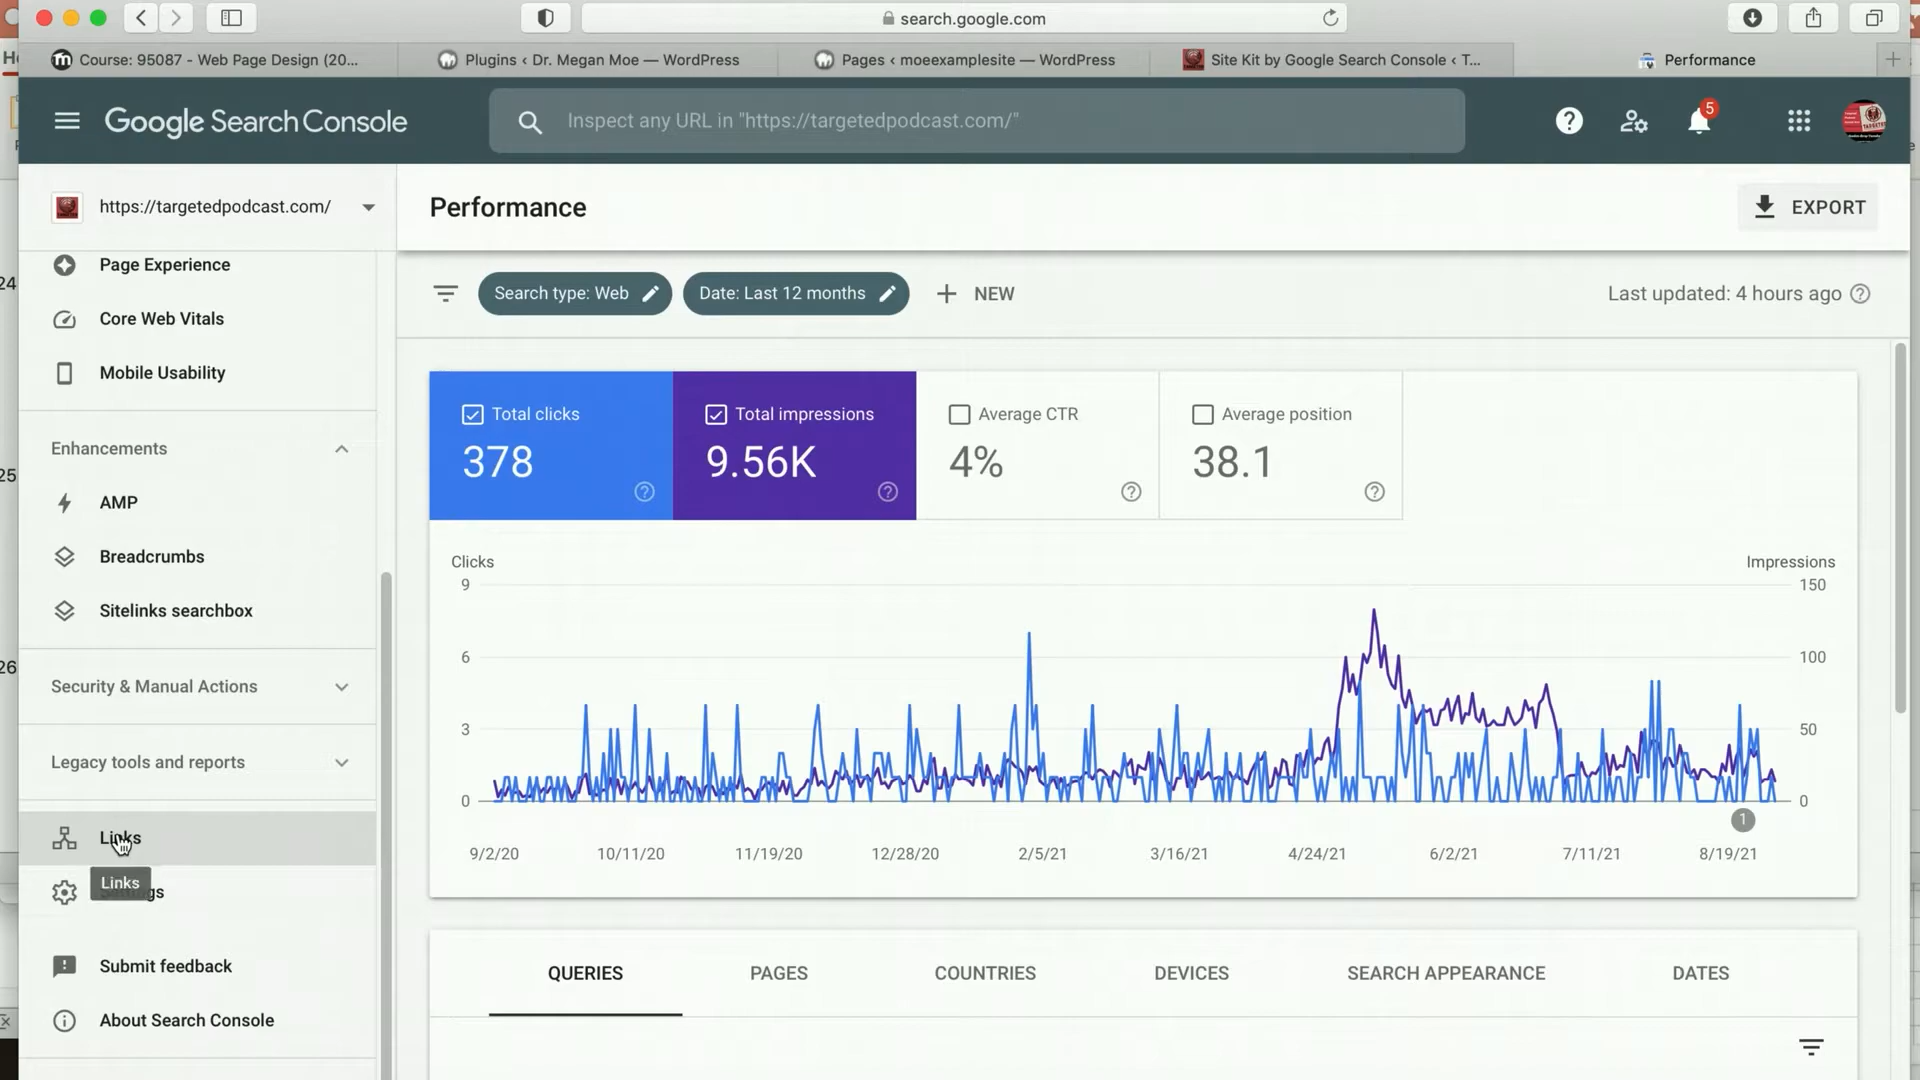 search.google.com
Course: 95087 - Web Page Design (20...
Plugins ‹ Dr. Megan Moe — WordPress
Pages ‹ moeexamplesite — WordPress
Site Kit by Google Search Console ‹ T...
Performance
Google Search Console
Inspect any URL in "https://targetedpodcast.com/"
5
https://targetedpodcast.com/
Performance
EXPORT
Page Experience
Core Web Vitals
Mobile Usability
Enhancements
AMP
Breadcrumbs
Sitelinks searchbox
Security & Manual Actions
Legacy tools and reports
Links
Links
Submit feedback
About Search Console
Search type: Web
Date: Last 12 months
NEW
Last updated: 4 hours ago
Total clicks
378
Total impressions
9.56K
Average CTR
4%
Average position
38.1
Clicks
Impressions
9
150
6
100
3
50
0
0
1
9/2/20
10/11/20
11/19/20
12/28/20
2/5/21
3/16/21
4/24/21
6/2/21
7/11/21
8/19/21
QUERIES
PAGES
COUNTRIES
DEVICES
SEARCH APPEARANCE
DATES
24
25
26